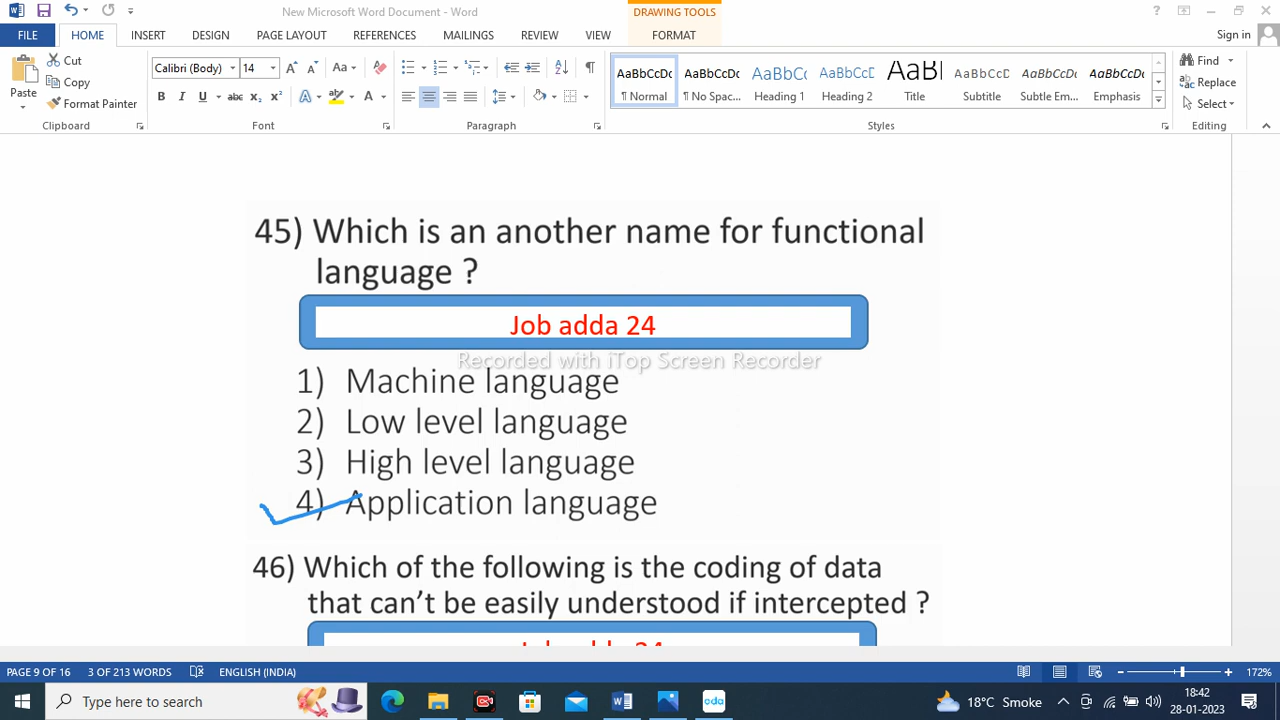 New Microsoft Word Document - Word
DRAWING TOOLS
Sign in
FILE HOME INSERT DESIGN PAGE LAYOUT REFERENCES MAILINGS REVIEW VIEW FORMAT
Paste
Cut
Copy
Format Painter
Clipboard
Calibri (Body) 14
Font
Paragraph
AaBbCcDc AaBbCcDc AaBbCc AaBbCcC AaBl AaBbCcC AaBbCcDc AaBbCcDc
¶ Normal ¶ No Spac... Heading 1 Heading 2 Title Subtitle Subtle Em... Emphasis
Styles
Find
Replace
Select
Editing
45) Which is an another name for functional
language ?
Job adda 24
Recorded with iTop Screen Recorder
1) Machine language
2) Low level language
3) High level language
4) Application language
46) Which of the following is the coding of data
that can't be easily understood if intercepted ?
PAGE 9 OF 16 3 OF 213 WORDS ENGLISH (INDIA) 172%
Type here to search
oda
18°C Smoke
18:42
28-01-2023